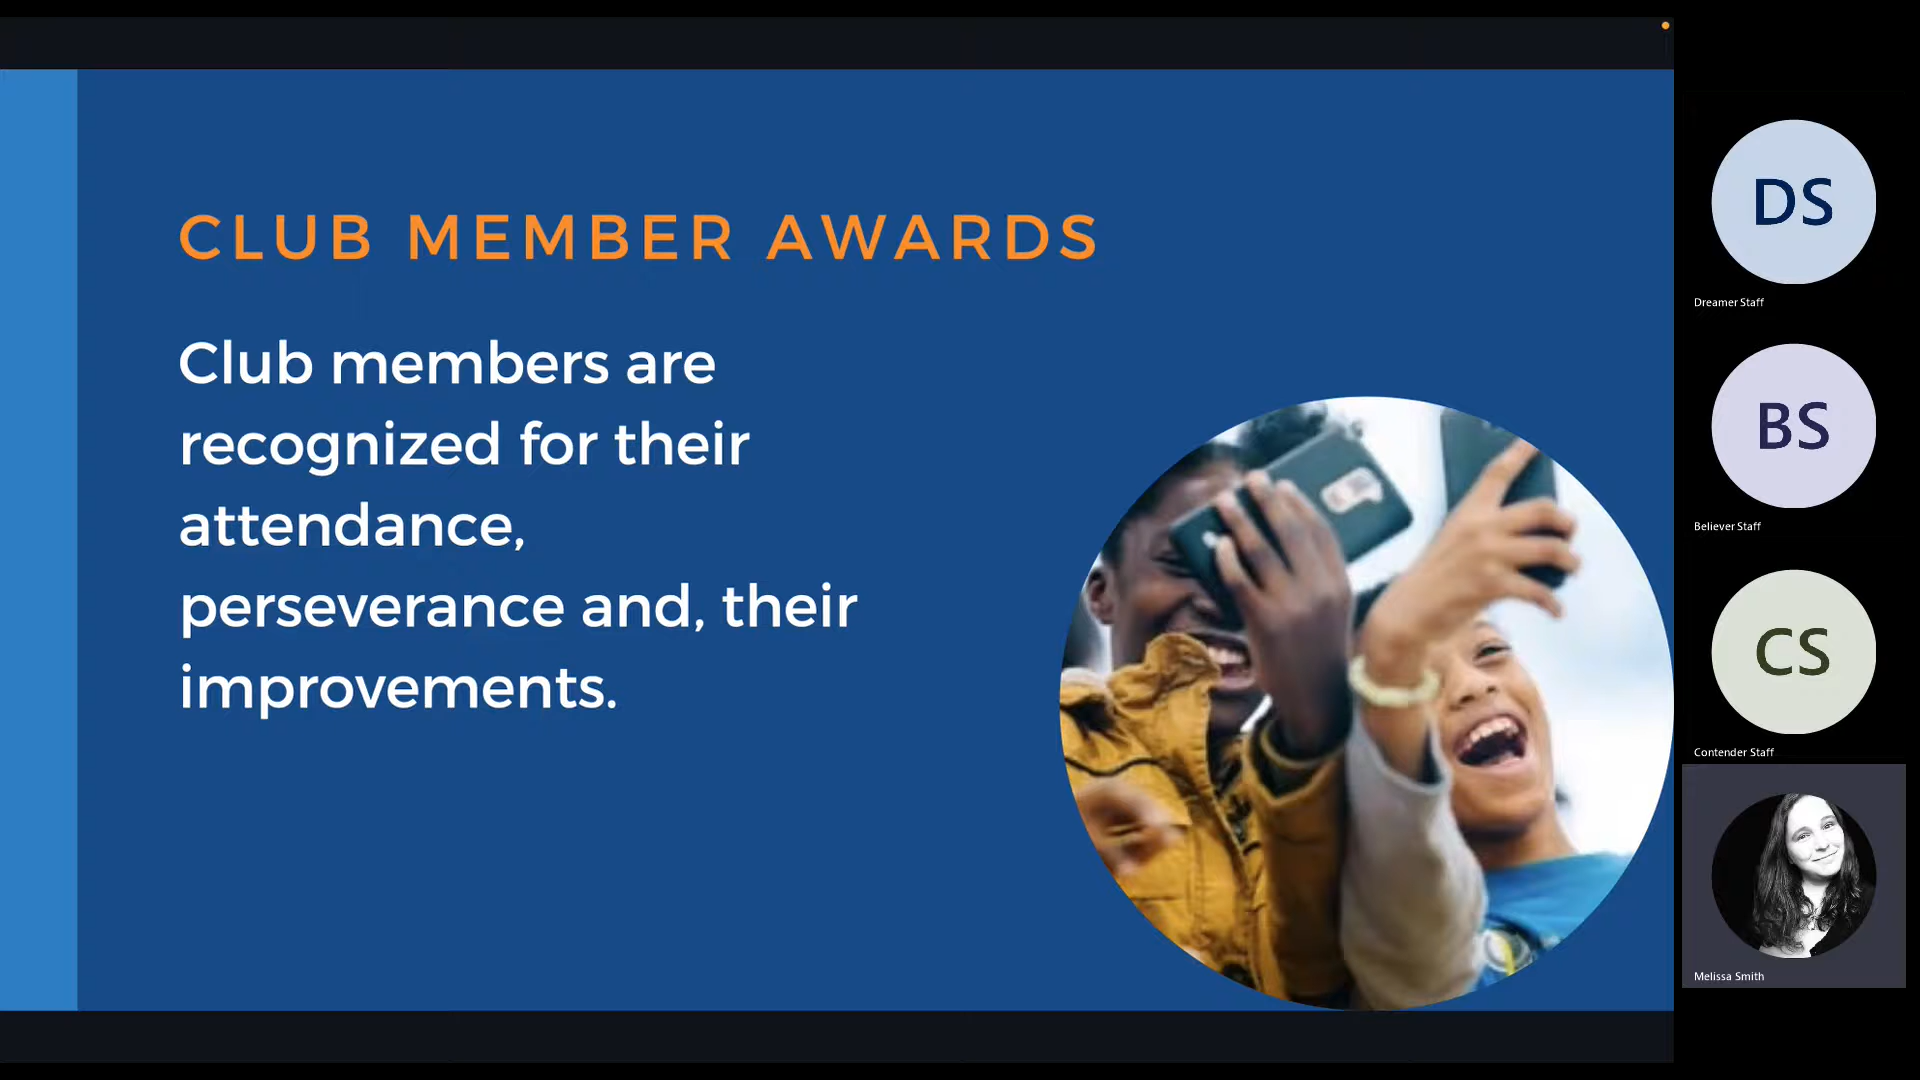 CLUB MEMBER AWARDS
Club members are
recognized for their
attendance,
perseverance and, their
improvements.
DS
Dreamer Staff
BS
Believer Staff
CS
Contender Staff
Melissa Smith